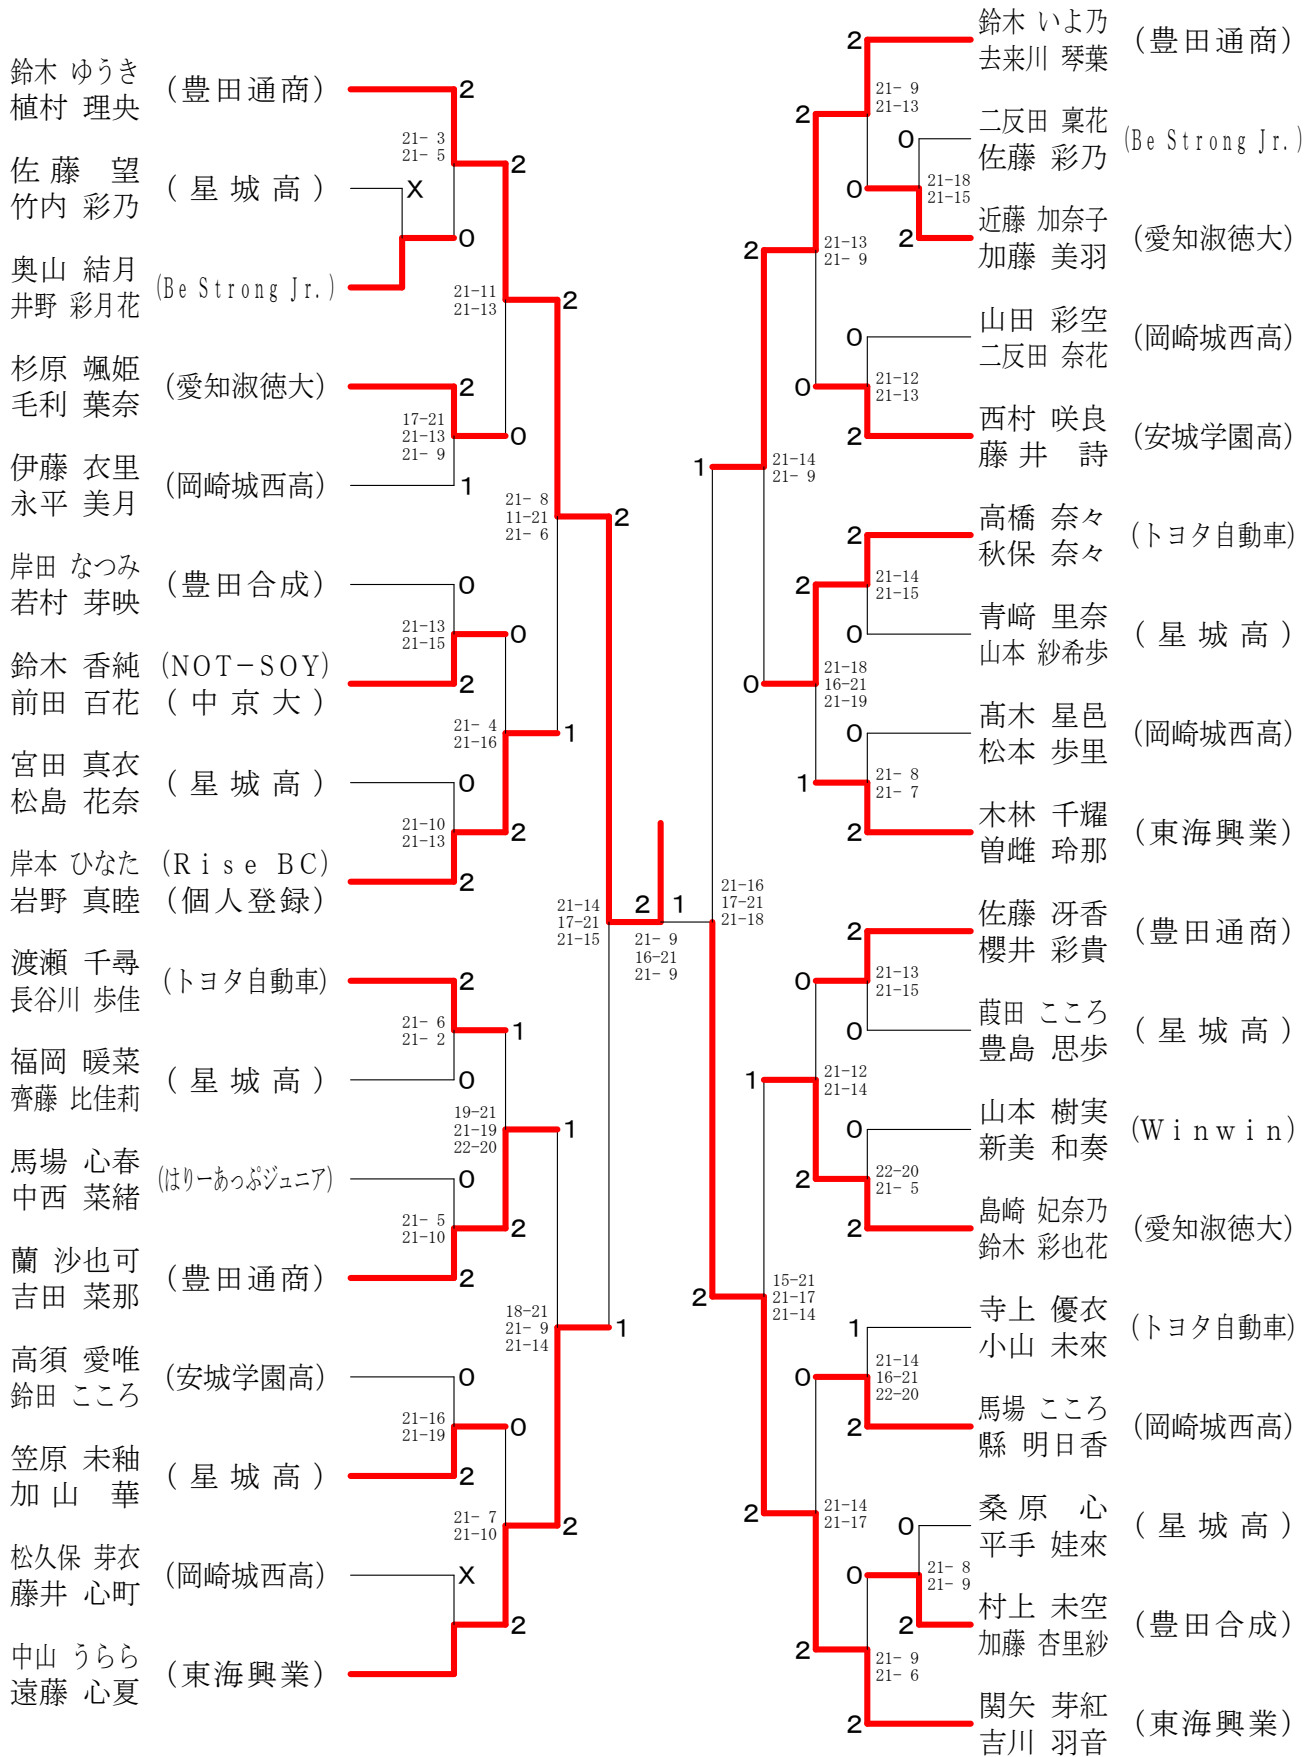 鈴木 ゆうき
植村 理央
(豊田通商)
2
21- 3
21- 5
2
佐藤 望
竹内 彩乃
(星城高)
X
0
奥山 結月
井野 彩月花
(Be Strong Jr.)
21-11
21-13
2
杉原 颯姫
毛利 葉奈
(愛知淑徳大)
2
17-21
21-13
21- 9
0
伊藤 衣里
永平 美月
(岡崎城西高)
1
21- 8
11-21
21- 6
2
岸田 なつみ
若村 芽映
(豊田合成)
0
21-13
21-15
0
鈴木 香純
前田 百花
(NOT-SOY)
(中京大)
2
21- 4
21-16
1
宮田 真衣
松島 花奈
(星城高)
0
21-10
21-13
2
岸本 ひなた
岩野 真睦
(Rise BC)
(個人登録)
2
21-14
17-21
21-15
2
1
21- 9
16-21
21- 9
渡瀬 千尋
長谷川 歩佳
(トヨタ自動車)
2
21- 6
21- 2
1
福岡 暖菜
齊藤 比佳莉
(星城高)
0
19-21
21-19
22-20
1
馬場 心春
中西 菜緒
(はりーあっぷジュニア)
0
21- 5
21-10
2
蘭 沙也可
吉田 菜那
(豊田通商)
2
18-21
21- 9
21-14
1
高須 愛唯
鈴田 こころ
(安城学園高)
0
21-16
21-19
0
笠原 未釉
加山 華
(星城高)
2
21- 7
21-10
2
松久保 芽衣
藤井 心町
(岡崎城西高)
X
2
中山 うらら
遠藤 心夏
(東海興業)
2
鈴木 いよ乃
去来川 琴葉
(豊田通商)
2
21- 9
21-13
0
二反田 稟花
佐藤 彩乃
(Be Strong Jr.)
0
21-18
21-15
2
近藤 加奈子
加藤 美羽
(愛知淑徳大)
2
21-13
21- 9
0
山田 彩空
二反田 奈花
(岡崎城西高)
0
21-12
21-13
2
西村 咲良
藤井 詩
(安城学園高)
1
21-14
21- 9
2
高橋 奈々
秋保 奈々
(トヨタ自動車)
2
21-14
21-15
0
青﨑 里奈
山本 紗希歩
(星城高)
0
21-18
16-21
21-19
0
髙木 星邑
松本 歩里
(岡崎城西高)
1
21- 8
21- 7
2
木林 千耀
曽雌 玲那
(東海興業)
21-16
17-21
21-18
2
佐藤 冴香
櫻井 彩貴
(豊田通商)
0
21-13
21-15
0
葭田 こころ
豊島 思歩
(星城高)
1
21-12
21-14
0
山本 樹実
新美 和奏
(Winwin)
2
22-20
21- 5
2
島崎 妃奈乃
鈴木 彩也花
(愛知淑徳大)
2
15-21
21-17
21-14
1
寺上 優衣
小山 未來
(トヨタ自動車)
0
21-14
16-21
22-20
2
馬場 こころ
縣 明日香
(岡崎城西高)
2
21-14
21-17
0
桑原 心
平手 娃來
(星城高)
0
21- 8
21- 9
2
村上 未空
加藤 杏里紗
(豊田合成)
2
21- 9
21- 6
2
関矢 芽紅
吉川 羽音
(東海興業)